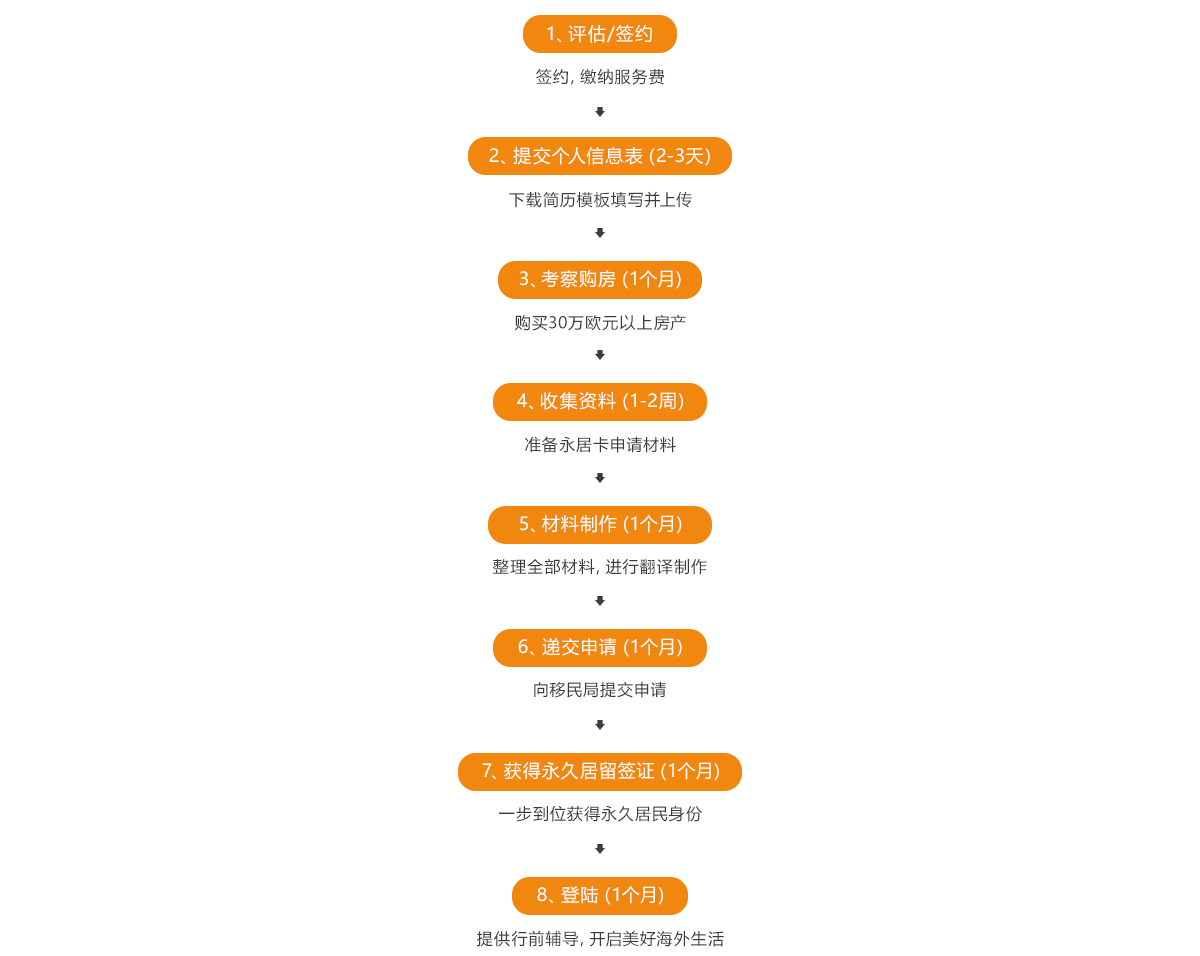 1、评估/签约
签约, 缴纳服务费
2、提交个人信息表 (2-3天)
下载简历模板填写并上传
3、考察购房 (1个月)
购买30万欧元以上房产
4、收集资料 (1-2周)
准备永居卡申请材料
5、材料制作 (1个月)
整理全部材料, 进行翻译制作
6、递交申请 (1个月)
向移民局提交申请
7、获得永久居留签证 (1个月)
一步到位获得永久居民身份
8、登陆 (1个月)
提供行前辅导, 开启美好海外生活